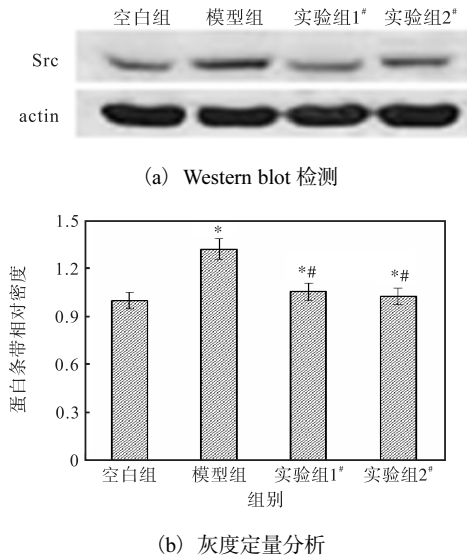 空白组 模型组 实验组1# 实验组2#
Src
actin
(a) Western blot 检测
1.5
1.2
0.9
0.6
0.3
0
蛋白条带相对密度
*
*#
*#
空白组 模型组 实验组1# 实验组2#
组别
(b) 灰度定量分析